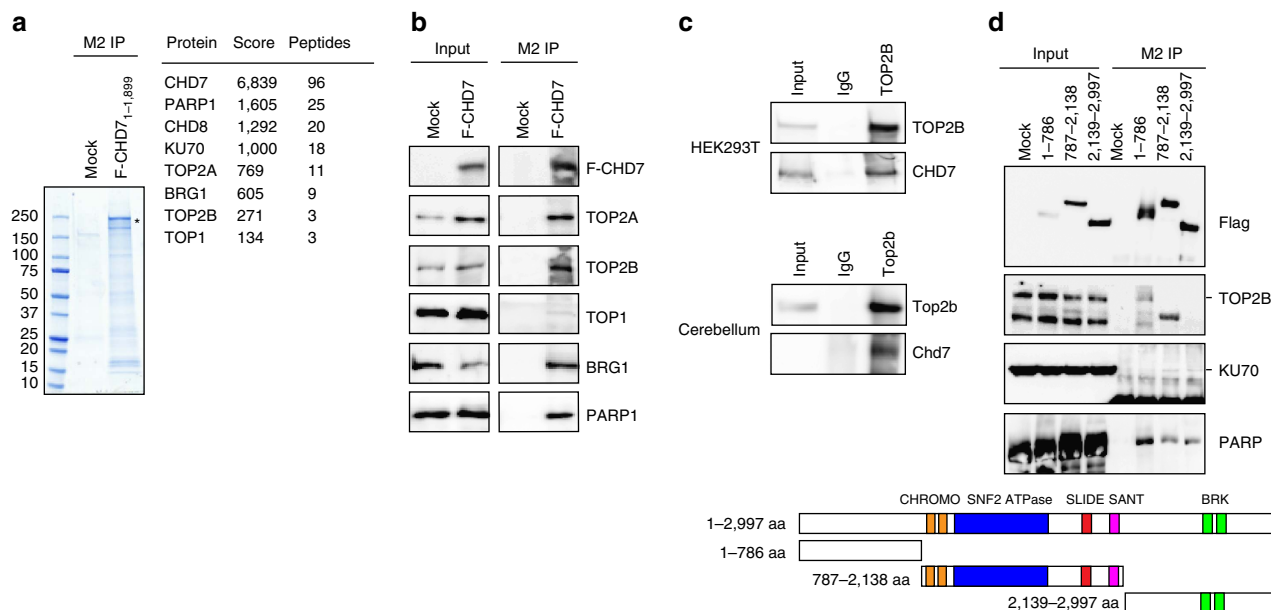 a
M2 IP
Mock
F-CHD7 1–1,899
250
150
100
75
50
37
25
20
15
10
*
Protein Score Peptides
CHD7 6,839 96
PARP1 1,605 25
CHD8 1,292 20
KU70 1,000 18
TOP2A 769 11
BRG1 605 9
TOP2B 271 3
TOP1 134 3
b
Input M2 IP
Mock F-CHD7 Mock F-CHD7
F-CHD7
TOP2A
TOP2B
TOP1
BRG1
PARP1
c
Input IgG TOP2B
HEK293T
TOP2B
CHD7
Input IgG Top2b
Cerebellum
Top2b
Chd7
d
Input M2 IP
Mock 1–786 787–2,138 2,139–2,997 Mock 1–786 787–2,138 2,139–2,997
Flag
TOP2B
KU70
PARP
CHROMO SNF2 ATPase SLIDE SANT BRK
1–2,997 aa
1–786 aa
787–2,138 aa
2,139–2,997 aa